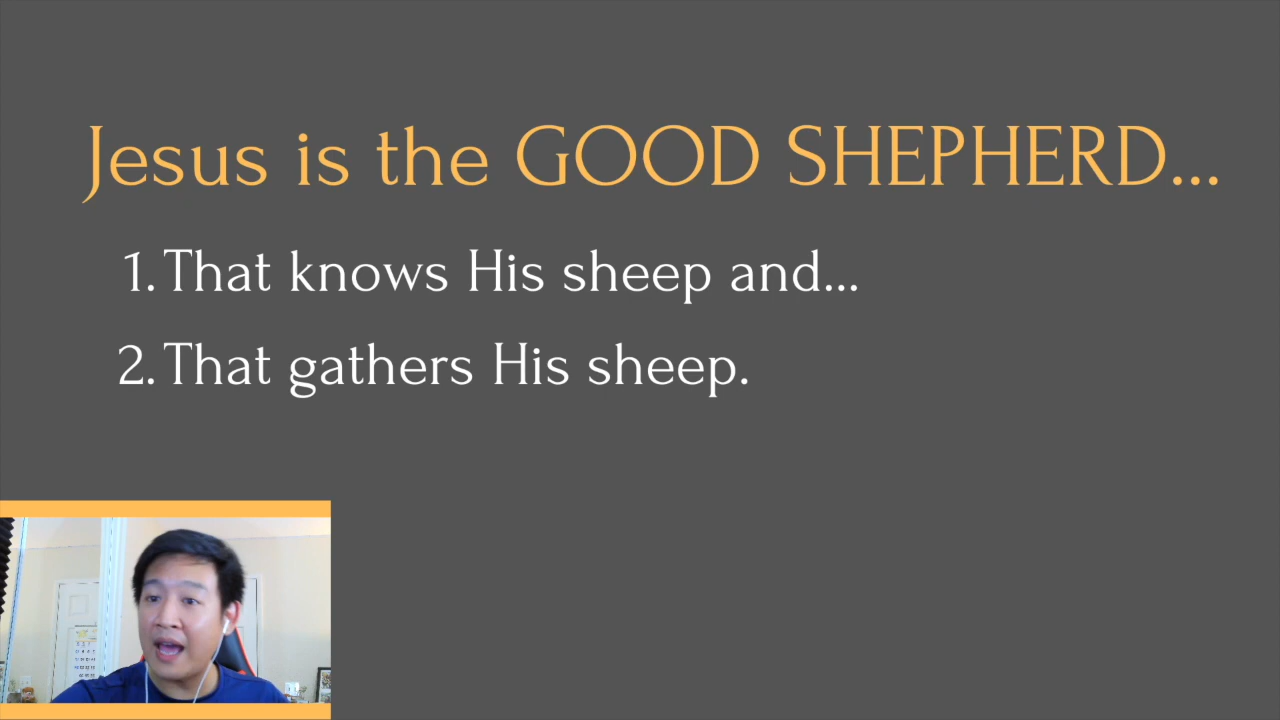 Jesus is the GOOD SHEPHERD...
1. That knows His sheep and...
2. That gathers His sheep.